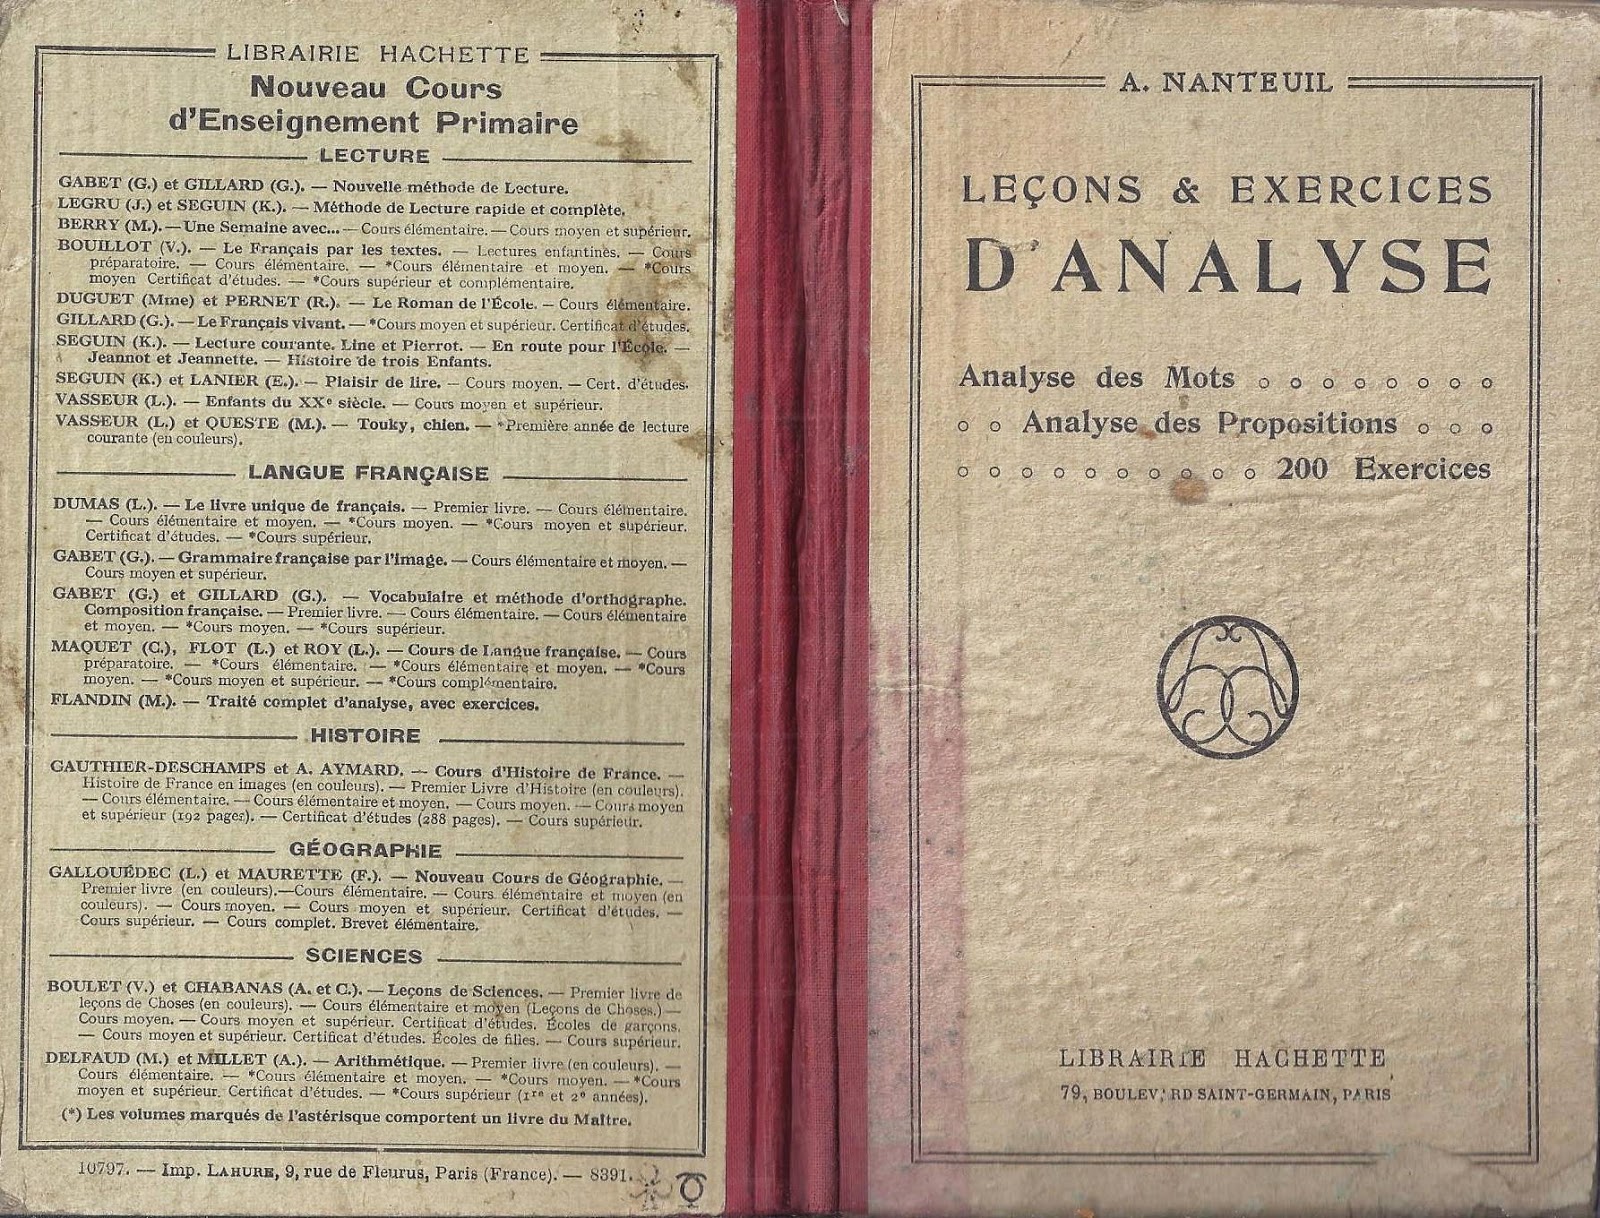 LIBRAIRIE HACHETTE
Nouveau Cours
d'Enseignement Primaire
LECTURE
GABET (G.) et GILLARD (G.). — Nouvelle méthode de Lecture.
LEGRU (J.) et SEGUIN (K.). — Méthode de Lecture rapide et complète.
BERRY (M.). — Une Semaine avec... — Cours élémentaire. — Cours moyen et supérieur.
BOUILLOT (V.). — Le Français par les textes. — Lectures enfantines. — Cours
préparatoire. — Cours élémentaire. — *Cours élémentaire et moyen. — *Cours
moyen Certificat d'études. — *Cours supérieur et complémentaire.
DUGUET (Mme) et PERNET (R.). — Le Roman de l'École. — Cours élémentaire.
GILLARD (G.). — Le Français vivant. — *Cours moyen et supérieur. Certificat d'études.
SEGUIN (K.). — Lecture courante. Line et Pierrot. — En route pour l'École. —
Jeannot et Jeannette. — Histoire de trois Enfants.
SEGUIN (K.) et LANIER (E.). — Plaisir de lire. — Cours moyen. — Cert. d'études.
VASSEUR (L.). — Enfants du XXe siècle. — Cours moyen et supérieur.
VASSEUR (L.) et QUESTE (M.). — Touky, chien. — *Première année de lecture
courante (en couleurs).
LANGUE FRANÇAISE
DUMAS (L.). — Le livre unique de français. — Premier livre. — Cours élémentaire.
— Cours élémentaire et moyen. — *Cours moyen. — *Cours moyen et supérieur.
Certificat d'études. — *Cours supérieur.
GABET (G.). — Grammaire française par l'image. — Cours élémentaire et moyen. —
Cours moyen et supérieur.
GABET (G.) et GILLARD (G.). — Vocabulaire et méthode d'orthographe.
Composition française. — Premier livre. — Cours élémentaire. — Cours élémentaire
et moyen. — *Cours moyen. — *Cours supérieur.
MAQUET (C.), FLOT (L.) et ROY (L.). — Cours de Langue française. — Cours
préparatoire. — *Cours élémentaire. — *Cours élémentaire et moyen. — *Cours
moyen. — *Cours moyen et supérieur. — *Cours complémentaire.
FLANDIN (M.). — Traité complet d'analyse, avec exercices.
HISTOIRE
GAUTHIER-DESCHAMPS et A. AYMARD. — Cours d'Histoire de France. —
Histoire de France en images (en couleurs). — Premier Livre d'Histoire (en couleurs).
— Cours élémentaire. — Cours élémentaire et moyen. — Cours moyen. — Cours moyen
et supérieur (192 pages). — Certificat d'études (288 pages). — Cours supérieur.
GÉOGRAPHIE
GALLOUÉDEC (L.) et MAURETTE (F.). — Nouveau Cours de Géographie. —
Premier livre (en couleurs). — Cours élémentaire. — Cours élémentaire et moyen (en
couleurs). — Cours moyen. — Cours moyen et supérieur. Certificat d'études. —
Cours supérieur. — Cours complet. Brevet élémentaire.
SCIENCES
BOULET (V.) et CHABANAS (A. et C.). — Leçons de Sciences. — Premier livre de
leçons de Choses (en couleurs). — Cours élémentaire et moyen (Leçons de Choses.) —
Cours moyen. — Cours moyen et supérieur. Certificat d'études. Écoles de garçons.
— Cours moyen et supérieur. Certificat d'études. Écoles de filles. — Cours supérieur.
DELFAUD (M.) et MILLET (A.). — Arithmétique. — Premier livre (en couleurs). —
Cours élémentaire. — *Cours élémentaire et moyen. — *Cours moyen. — *Cours
moyen et supérieur. Certificat d'études. — *Cours supérieur (1re et 2e années).
(*) Les volumes marqués de l'astérisque comportent un livre du Maître.
10797. — Imp. LAHURE, 9, rue de Fleurus, Paris (France). — 8391.
A. NANTEUIL
LEÇONS & EXERCICES
D'ANALYSE
Analyse des Mots
Analyse des Propositions
200 Exercices
LIBRAIRIE HACHETTE
79, BOULEVARD SAINT-GERMAIN, PARIS